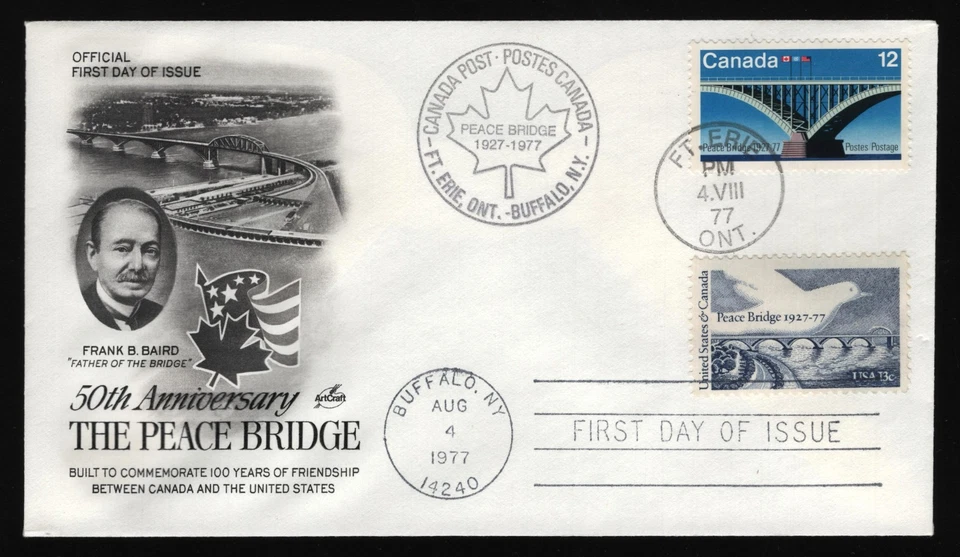 OFFICIAL
FIRST DAY OF ISSUE
FRANK B. BAIRD
"FATHER OF THE BRIDGE"
50th Anniversary
ArtCraft
THE PEACE BRIDGE
BUILT TO COMMEMORATE 100 YEARS OF FRIENDSHIP
BETWEEN CANADA AND THE UNITED STATES
CANADA POST · POSTES CANADA
PEACE BRIDGE
1927-1977
FT. ERIE, ONT. - BUFFALO, N.Y.
Canada 12
Peace Bridge 1927-77
Postes Postage
FT. ERIE
PM
4.VIII
77
ONT.
United States & Canada
Peace Bridge 1927-77
USA 13c
BUFFALO, NY
AUG
4
1977
14240
FIRST DAY OF ISSUE